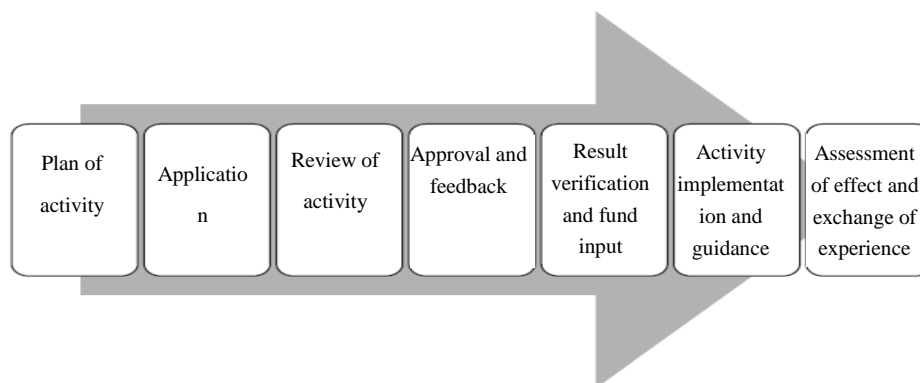 Plan of
activity
Applicatio
n
Review of
activity
Approval and
feedback
Result
verification
and fund
input
Activity
implementat
ion and
guidance
Assessment
of effect and
exchange of
experience